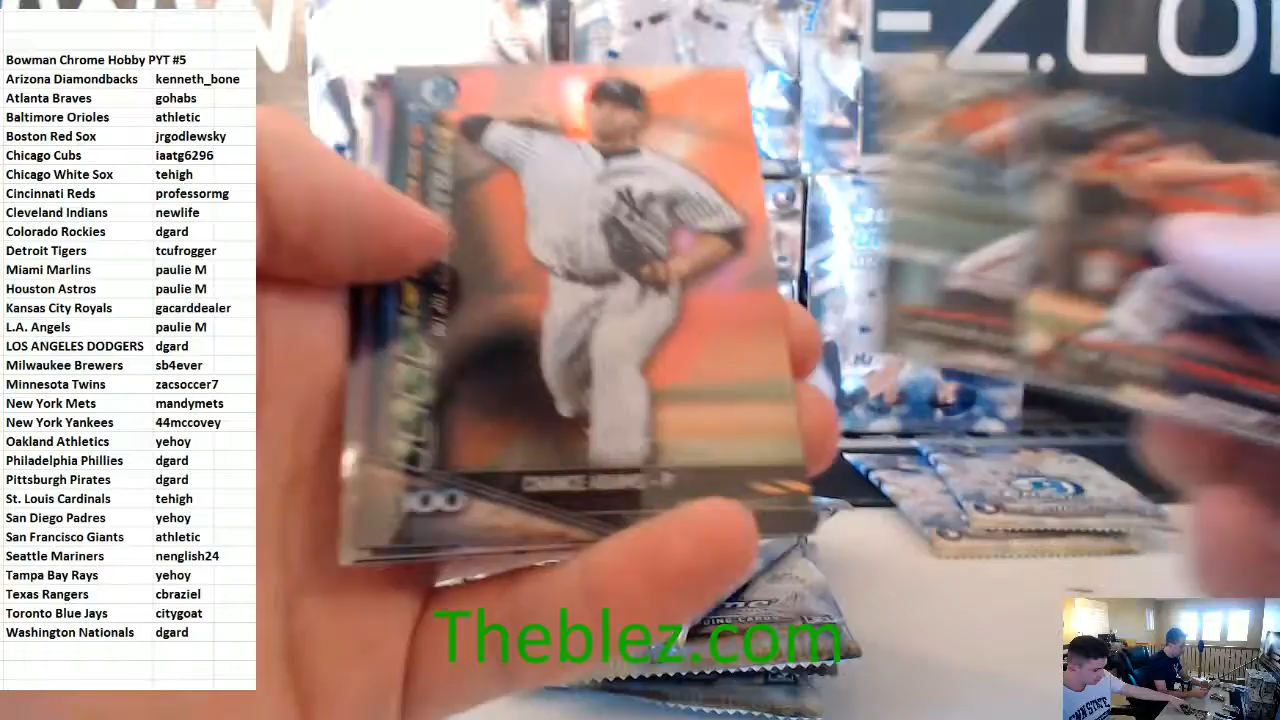 Bowman Chrome Hobby PYT #5
Arizona Diamondbacks kenneth_bone
Atlanta Braves gohabs
Baltimore Orioles athletic
Boston Red Sox jrgodlewsky
Chicago Cubs iaatg6296
Chicago White Sox tehigh
Cincinnati Reds professormg
Cleveland Indians newlife
Colorado Rockies dgard
Detroit Tigers tcufrogger
Miami Marlins paulie M
Houston Astros paulie M
Kansas City Royals gacarddealer
L.A. Angels paulie M
LOS ANGELES DODGERS dgard
Milwaukee Brewers sb4ever
Minnesota Twins zacsoccer7
New York Mets mandymets
New York Yankees 44mccovey
Oakland Athletics yehoy
Philadelphia Phillies dgard
Pittsburgh Pirates dgard
St. Louis Cardinals tehigh
San Diego Padres yehoy
San Francisco Giants athletic
Seattle Mariners nenglish24
Tampa Bay Rays yehoy
Texas Rangers cbraziel
Toronto Blue Jays citygoat
Washington Nationals dgard
EZ.CO
100
Theblez.com